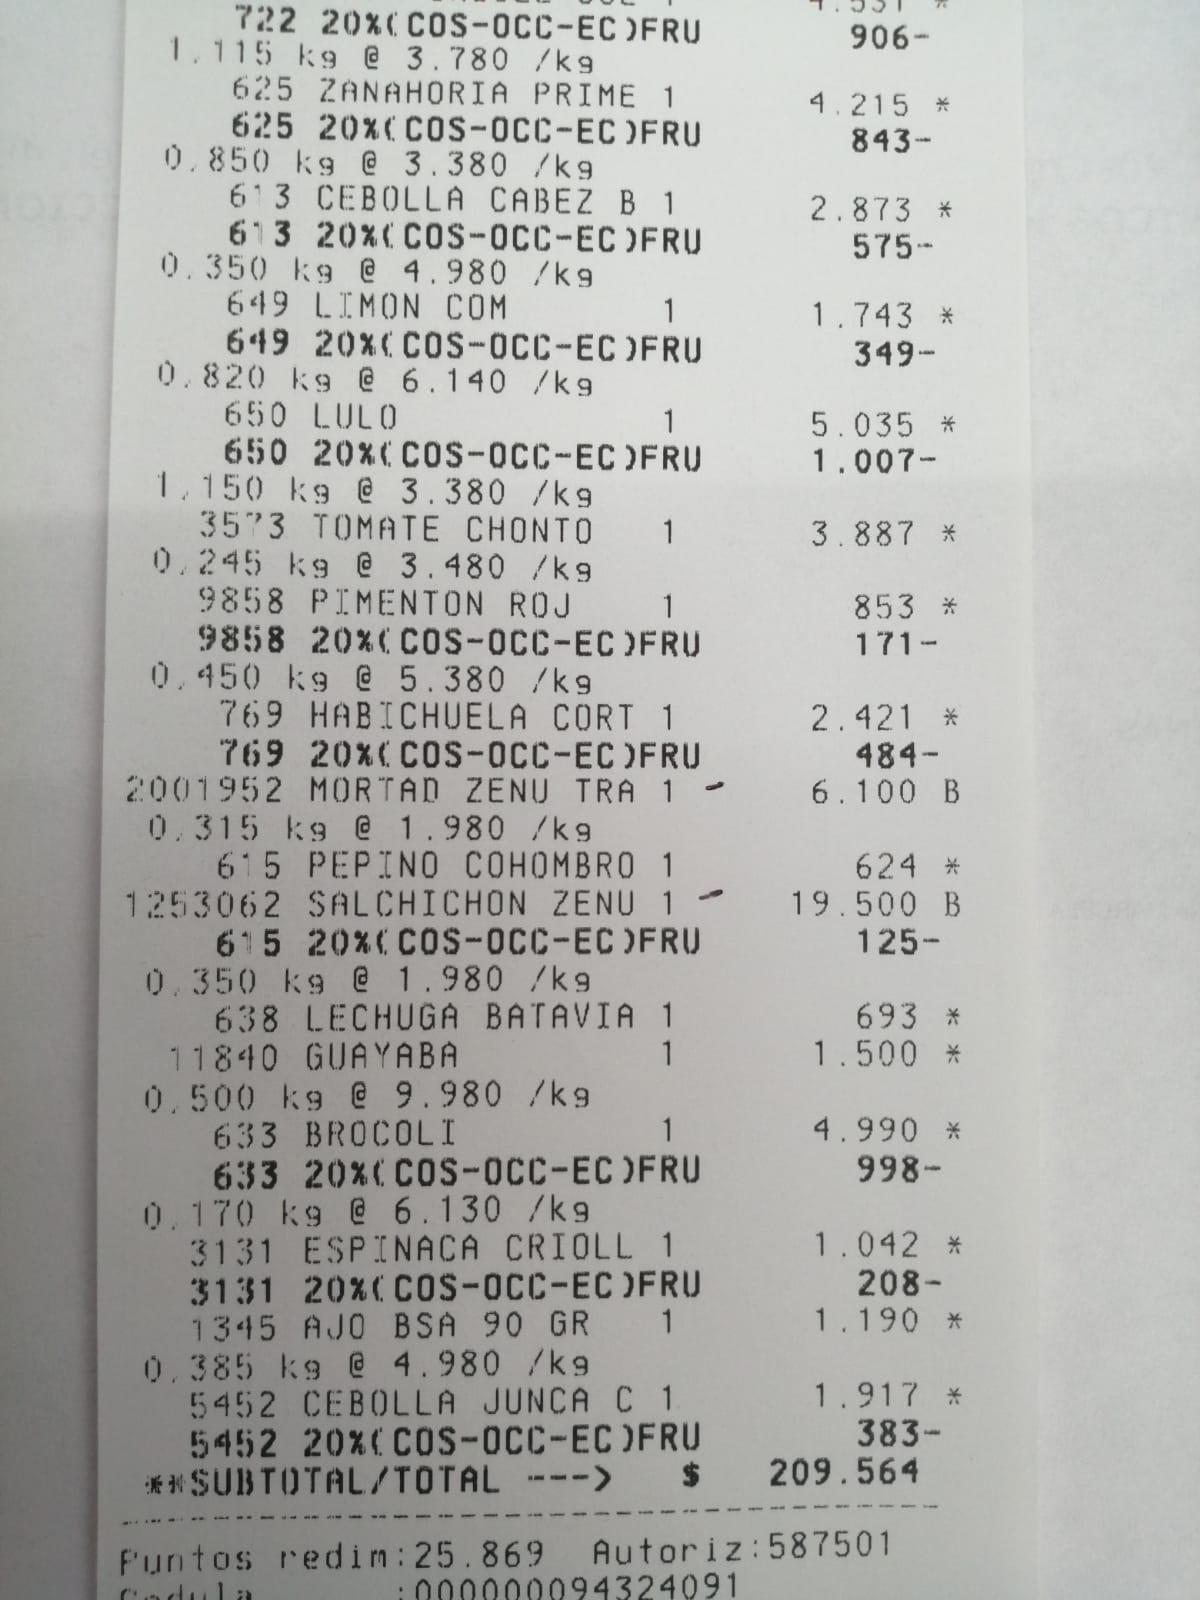 4.531 *
722 20%(COS-OCC-EC)FRU 906-
1.115 kg @ 3.780 /kg
625 ZANAHORIA PRIME 1 4.215 *
625 20%(COS-OCC-EC)FRU 843-
0.850 kg @ 3.380 /kg
613 CEBOLLA CABEZ B 1 2.873 *
613 20%(COS-OCC-EC)FRU 575-
0.350 kg @ 4.980 /kg
649 LIMON COM 1 1.743 *
649 20%(COS-OCC-EC)FRU 349-
0.820 kg @ 6.140 /kg
650 LULO 1 5.035 *
650 20%(COS-OCC-EC)FRU 1.007-
1.150 kg @ 3.380 /kg
3573 TOMATE CHONTO 1 3.887 *
0.245 kg @ 3.480 /kg
9858 PIMENTON ROJ 1 853 *
9858 20%(COS-OCC-EC)FRU 171-
0.450 kg @ 5.380 /kg
769 HABICHUELA CORT 1 2.421 *
769 20%(COS-OCC-EC)FRU 484-
2001952 MORTAD ZENU TRA 1 6.100 B
0.315 kg @ 1.980 /kg
615 PEPINO COHOMBRO 1 624 *
1253062 SALCHICHON ZENU 1 19.500 B
615 20%(COS-OCC-EC)FRU 125-
0.350 kg @ 1.980 /kg
638 LECHUGA BATAVIA 1 693 *
11840 GUAYABA 1 1.500 *
0.500 kg @ 9.980 /kg
633 BROCOLI 1 4.990 *
633 20%(COS-OCC-EC)FRU 998-
0.170 kg @ 6.130 /kg
3131 ESPINACA CRIOLL 1 1.042 *
3131 20%(COS-OCC-EC)FRU 208-
1345 AJO BSA 90 GR 1 1.190 *
0.385 kg @ 4.980 /kg
5452 CEBOLLA JUNCA C 1 1.917 *
5452 20%(COS-OCC-EC)FRU 383-
**SUBTOTAL/TOTAL ---> $ 209.564
Puntos redim:25.869 Autoriz:587501
Cedula :000000094324091